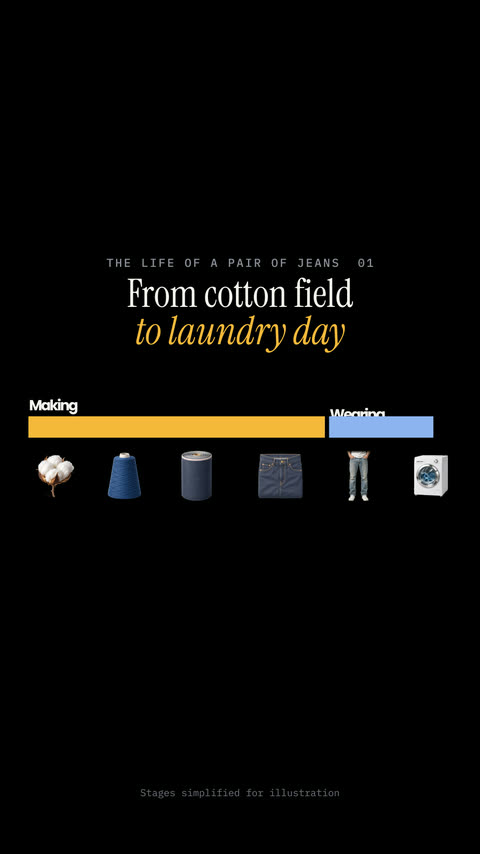 THE LIFE OF A PAIR OF JEANS 01
From cotton field
to laundry day
Making
Wearing
Stages simplified for illustration